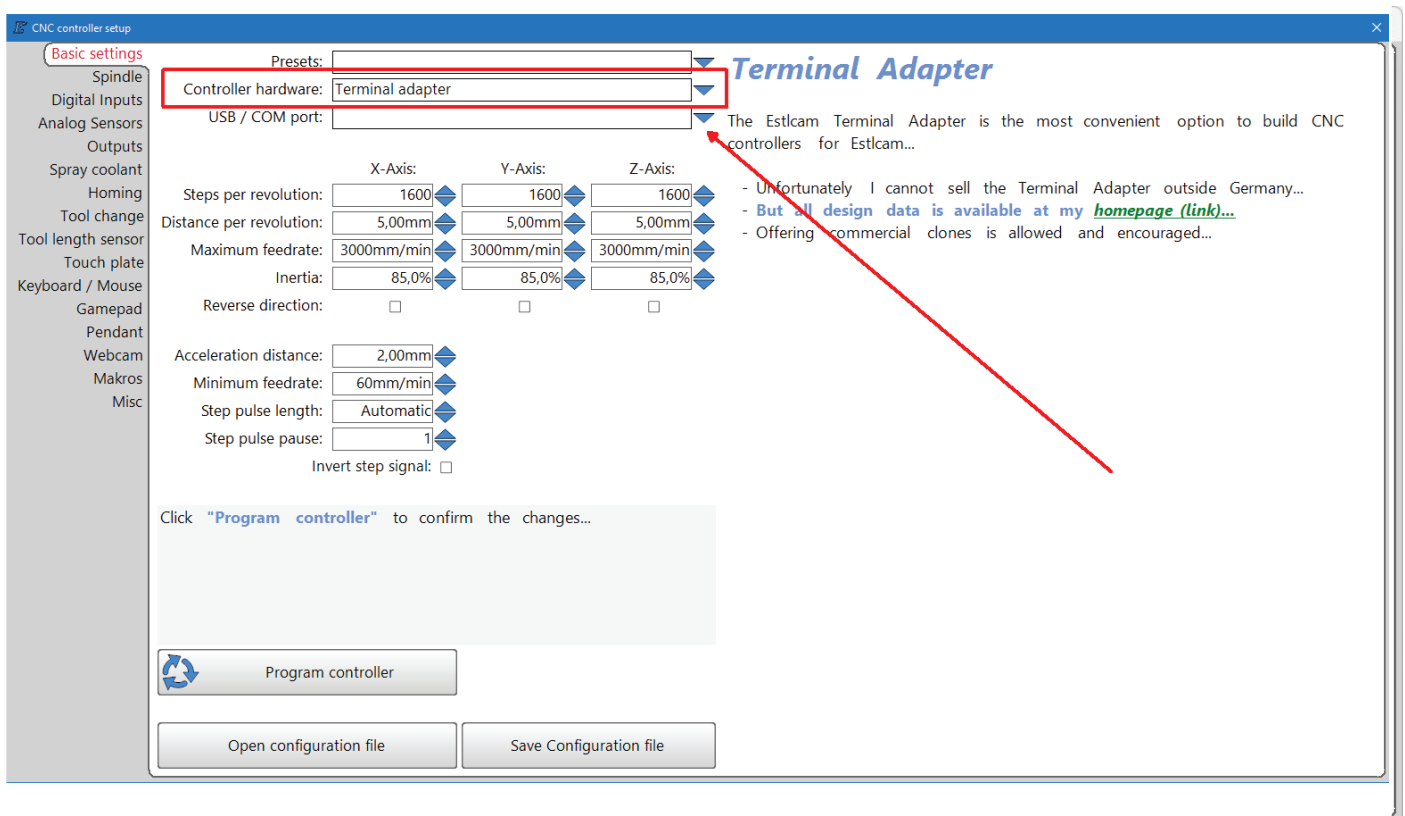 CNC controller setup
Basic settings
Spindle
Digital Inputs
Analog Sensors
Outputs
Spray coolant
Homing
Tool change
Tool length sensor
Touch plate
Keyboard / Mouse
Gamepad
Pendant
Webcam
Makros
Misc
Presets:
Controller hardware: Terminal adapter
USB / COM port:
X-Axis: Y-Axis: Z-Axis:
Steps per revolution: 1600 1600 1600
Distance per revolution: 5,00mm 5,00mm 5,00mm
Maximum feedrate: 3000mm/min 3000mm/min 3000mm/min
Inertia: 85,0% 85,0% 85,0%
Reverse direction:
Acceleration distance: 2,00mm
Minimum feedrate: 60mm/min
Step pulse length: Automatic
Step pulse pause: 1
Invert step signal:
Click "Program controller" to confirm the changes...
Program controller
Open configuration file Save Configuration file
Terminal Adapter
The Estlcam Terminal Adapter is the most convenient option to build CNC
controllers for Estlcam...
- Unfortunately I cannot sell the Terminal Adapter outside Germany...
- But all design data is available at my homepage (link)...
- Offering commercial clones is allowed and encouraged...